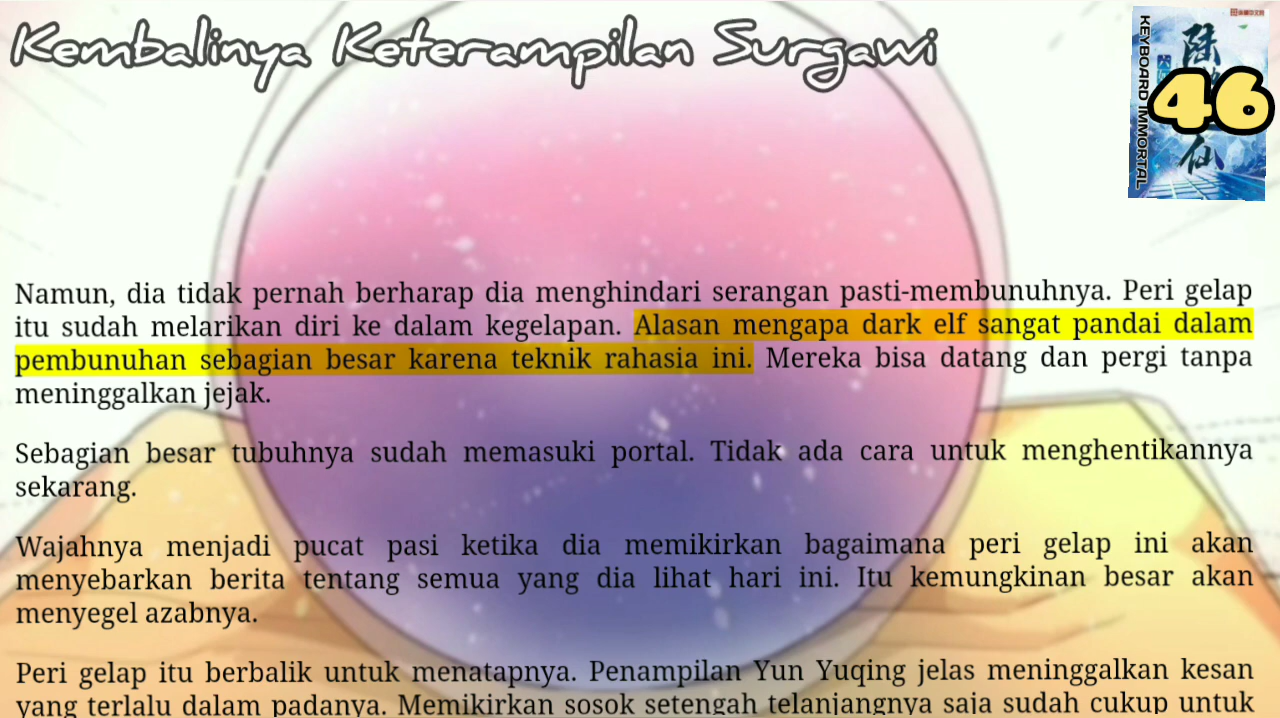 Kembalinya Keterampilan Surgawi
KEYBOARD IMMORTAL
46
Namun, dia tidak pernah berharap dia menghindari serangan pasti-membunuhnya. Peri gelap
itu sudah melarikan diri ke dalam kegelapan. Alasan mengapa dark elf sangat pandai dalam
pembunuhan sebagian besar karena teknik rahasia ini. Mereka bisa datang dan pergi tanpa
meninggalkan jejak.
Sebagian besar tubuhnya sudah memasuki portal. Tidak ada cara untuk menghentikannya
sekarang.
Wajahnya menjadi pucat pasi ketika dia memikirkan bagaimana peri gelap ini akan
menyebarkan berita tentang semua yang dia lihat hari ini. Itu kemungkinan besar akan
menyegel azabnya.
Peri gelap itu berbalik untuk menatapnya. Penampilan Yun Yuqing jelas meninggalkan kesan
yang terlalu dalam padanya. Memikirkan sosok setengah telanjangnya saja sudah cukup untuk